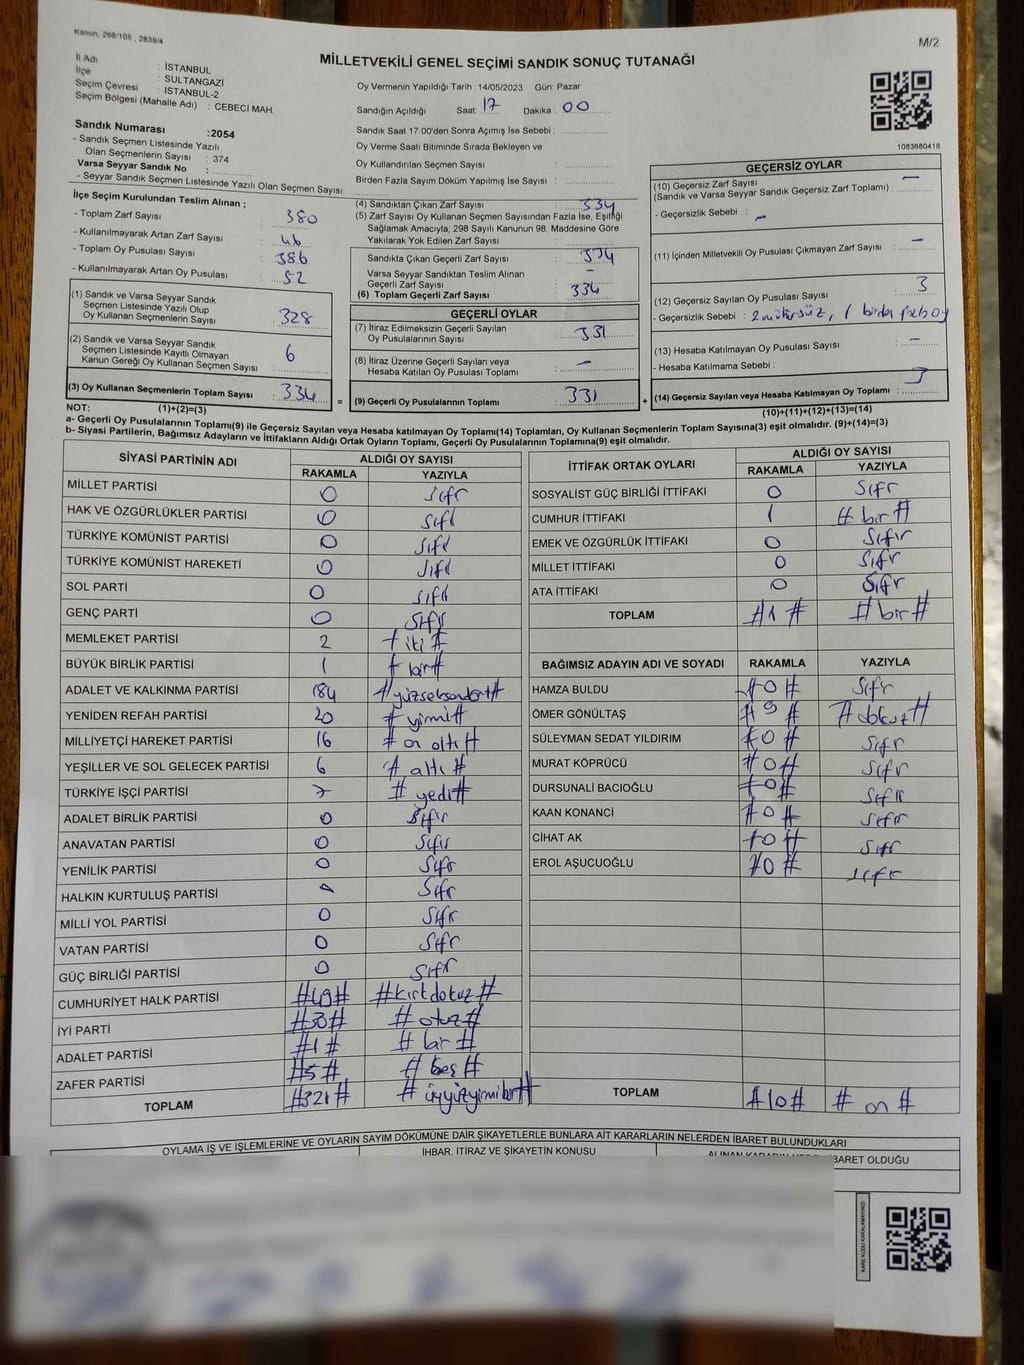 Kanun, 298/105 , 2839/4
M/2
MİLLETVEKİLİ GENEL SEÇİMİ SANDIK SONUÇ TUTANAĞI
İl Adı : İSTANBUL
İlçe : SULTANGAZİ
Seçim Çevresi : İSTANBUL-2
Seçim Bölgesi (Mahalle Adı) : CEBECİ MAH.
Sandık Numarası :2054
- Sandık Seçmen Listesinde Yazılı
Olan Seçmenlerin Sayısı : 374
Varsa Seyyar Sandık No :
- Seyyar Sandık Seçmen Listesinde Yazılı Olan Seçmen Sayısı:
Oy Vermenin Yapıldığı Tarih : 14/05/2023 Gün: Pazar
Sandığın Açıldığı Saat: 17 Dakika : 00
Sandık Saat 17:00'den Sonra Açılmış İse Sebebi :
Oy Verme Saati Bitiminde Sırada Bekleyen ve
Oy Kullandırılan Seçmen Sayısı :
Birden Fazla Sayım Döküm Yapılmış İse Sayısı :
1083680418
İlçe Seçim Kurulundan Teslim Alınan ;
- Toplam Zarf Sayısı : 380
- Kullanılmayarak Artan Zarf Sayısı : 46
- Toplam Oy Pusulası Sayısı : 386
- Kullanılmayarak Artan Oy Pusulası : 52
(1) Sandık ve Varsa Seyyar Sandık
Seçmen Listesinde Yazılı Olup
Oy Kullanan Seçmenlerin Sayısı : 328
(2) Sandık ve Varsa Seyyar Sandık
Seçmen Listesinde Kayıtlı Olmayan
Kanun Gereği Oy Kullanan Seçmen Sayısı : 6
(3) Oy Kullanan Seçmenlerin Toplam Sayısı : 334
(4) Sandıktan Çıkan Zarf Sayısı : 334
(5) Zarf Sayısı Oy Kullanan Seçmen Sayısından Fazla İse, Eşitliği
Sağlamak Amacıyla; 298 Sayılı Kanunun 98. Maddesine Göre
Yakılarak Yok Edilen Zarf Sayısı :
Sandıkta Çıkan Geçerli Zarf Sayısı : 334
Varsa Seyyar Sandıktan Teslim Alınan
Geçerli Zarf Sayısı : –
(6) Toplam Geçerli Zarf Sayısı : 334
GEÇERLİ OYLAR
(7) İtiraz Edilmeksizin Geçerli Sayılan
Oy Pusulalarının Sayısı : 331
(8) İtiraz Üzerine Geçerli Sayılan veya
Hesaba Katılan Oy Pusulası Toplamı : –
= (9) Geçerli Oy Pusulalarının Toplamı : 331 +
GEÇERSİZ OYLAR
(10) Geçersiz Zarf Sayısı : –
(Sandık ve Varsa Seyyar Sandık Geçersiz Zarf Toplamı)
- Geçersizlik Sebebi : –
(11) İçinden Milletvekili Oy Pusulası Çıkmayan Zarf Sayısı : –
(12) Geçersiz Sayılan Oy Pusulası Sayısı : 3
- Geçersizlik Sebebi : 2 mühürsüz, 1 birden fazla oy
(13) Hesaba Katılmayan Oy Pusulası Sayısı : –
- Hesaba Katılmama Sebebi :
(14) Geçersiz Sayılan veya Hesaba Katılmayan Oy Toplamı : 3
NOT: (1)+(2)=(3)
(10)+(11)+(12)+(13)=(14)
a- Geçerli Oy Pusulalarının Toplamı(9) ile Geçersiz Sayılan veya Hesaba katılmayan Oy Toplamı(14) Toplamları, Oy Kullanan Seçmenlerin Toplam Sayısına(3) eşit olmalıdır. (9)+(14)=(3)
b- Siyasi Partilerin, Bağımsız Adayların ve İttifakların Aldığı Ortak Oyların Toplamı, Geçerli Oy Pusulalarının Toplamına(9) eşit olmalıdır.
SİYASİ PARTİNİN ADI ALDIĞI OY SAYISI
RAKAMLA YAZIYLA
MİLLET PARTİSİ 0 sıfır
HAK VE ÖZGÜRLÜKLER PARTİSİ 0 sıfır
TÜRKİYE KOMÜNİST PARTİSİ 0 sıfır
TÜRKİYE KOMÜNİST HAREKETİ 0 sıfır
SOL PARTİ 0 sıfır
GENÇ PARTİ 0 sıfır
MEMLEKET PARTİSİ 2 # iki #
BÜYÜK BİRLİK PARTİSİ 1 # bir #
ADALET VE KALKINMA PARTİSİ 184 # yüzseksendört #
YENİDEN REFAH PARTİSİ 20 # yirmi #
MİLLİYETÇİ HAREKET PARTİSİ 16 # on altı #
YEŞİLLER VE SOL GELECEK PARTİSİ 6 # altı #
TÜRKİYE İŞÇİ PARTİSİ 7 # yedi #
ADALET BİRLİK PARTİSİ 0 sıfır
ANAVATAN PARTİSİ 0 sıfır
YENİLİK PARTİSİ 0 sıfır
HALKIN KURTULUŞ PARTİSİ 0 sıfır
MİLLİ YOL PARTİSİ 0 sıfır
VATAN PARTİSİ 0 sıfır
GÜÇ BİRLİĞİ PARTİSİ 0 sıfır
CUMHURİYET HALK PARTİSİ #49# #kırkdokuz#
İYİ PARTİ #30# # otuz #
ADALET PARTİSİ #1# # bir #
ZAFER PARTİSİ #5# # beş #
TOPLAM #321# # üçyüzyirmibir#
İTTİFAK ORTAK OYLARI ALDIĞI OY SAYISI
RAKAMLA YAZIYLA
SOSYALİST GÜÇ BİRLİĞİ İTTİFAKI 0 sıfır
CUMHUR İTTİFAKI 1 # bir #
EMEK VE ÖZGÜRLÜK İTTİFAKI 0 sıfır
MİLLET İTTİFAKI 0 sıfır
ATA İTTİFAKI 0 sıfır
TOPLAM #1# # bir #
BAĞIMSIZ ADAYIN ADI VE SOYADI RAKAMLA YAZIYLA
HAMZA BULDU #0# sıfır
ÖMER GÖNÜLTAŞ #9# # dokuz #
SÜLEYMAN SEDAT YILDIRIM #0# sıfır
MURAT KÖPRÜCÜ #0# sıfır
DURSUNALİ BACIOĞLU #0# sıfır
KAAN KONANCİ #0# sıfır
CİHAT AK #0# sıfır
EROL AŞUCUOĞLU #0# sıfır
TOPLAM #10# # on #
OYLAMA İŞ VE İŞLEMLERİNE VE OYLARIN SAYIM DÖKÜMÜNE DAİR ŞİKAYETLERLE BUNLARA AİT KARARLARIN NELERDEN İBARET BULUNDUKLARI
İHBAR, İTİRAZ VE ŞİKAYETİN KONUSU
ALINAN KARARIN NEDEN İBARET OLDUĞU
KARE KODU KARALAMAYINIZ!